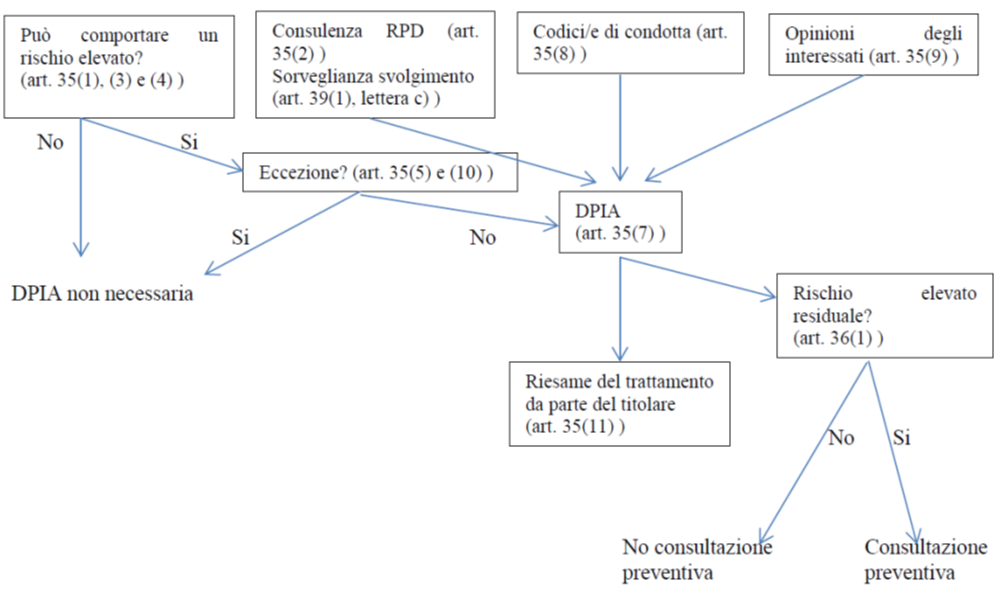 Può comportare un
rischio elevato?
(art. 35(1), (3) e (4) )
Consulenza RPD (art.
35(2) )
Sorveglianza svolgimento
(art. 39(1), lettera c) )
Codici/e di condotta (art.
35(8) )
Opinioni degli
interessati (art. 35(9) )
No
Si
Eccezione? (art. 35(5) e (10) )
Si
No
DPIA
(art. 35(7) )
DPIA non necessaria
Rischio elevato
residuale?
(art. 36(1) )
Riesame del trattamento
da parte del titolare
(art. 35(11) )
No
Si
No consultazione
preventiva
Consultazione
preventiva